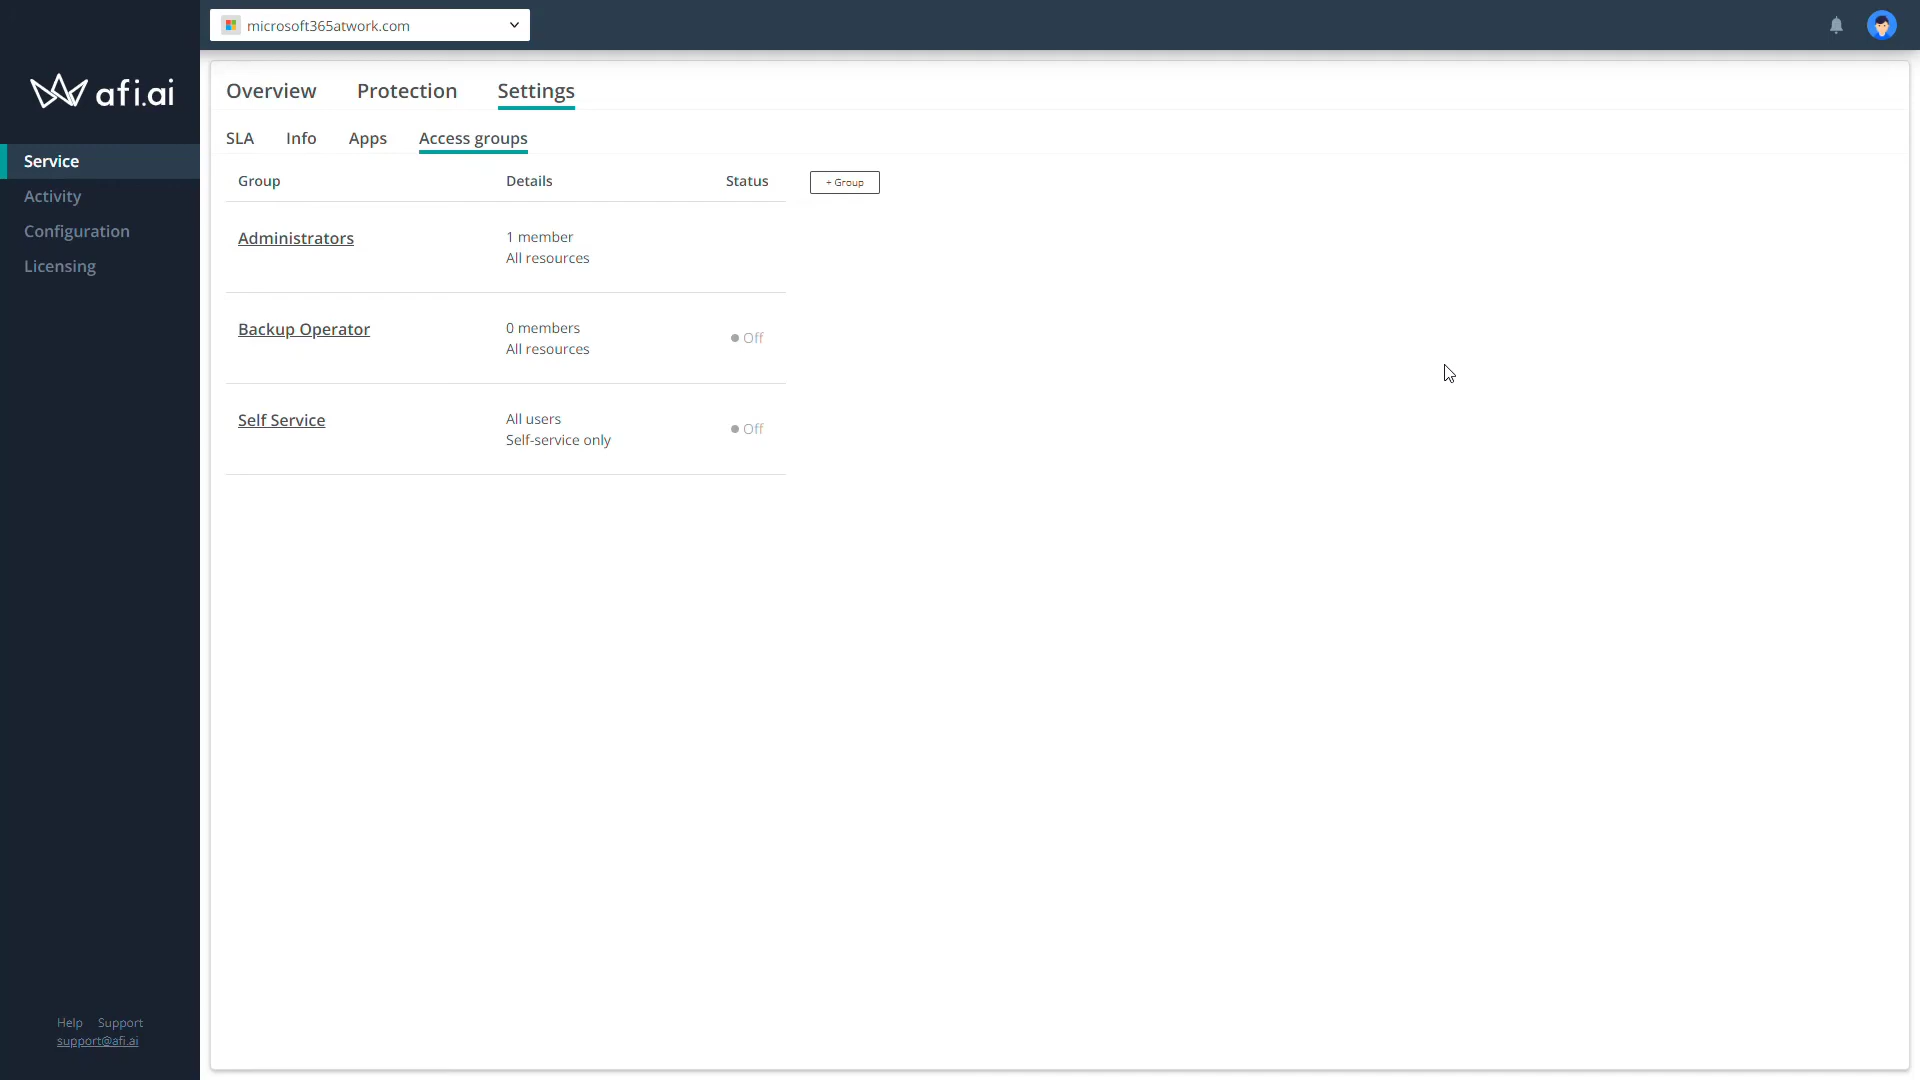 microsoft365atwork.com
afi.ai
Service
Activity
Configuration
Licensing
Help Support
support@afi.ai
Overview Protection Settings
SLA Info Apps Access groups
Group Details Status
+ Group
Administrators
1 member
All resources
Backup Operator
0 members
All resources
Off
Self Service
All users
Self-service only
Off